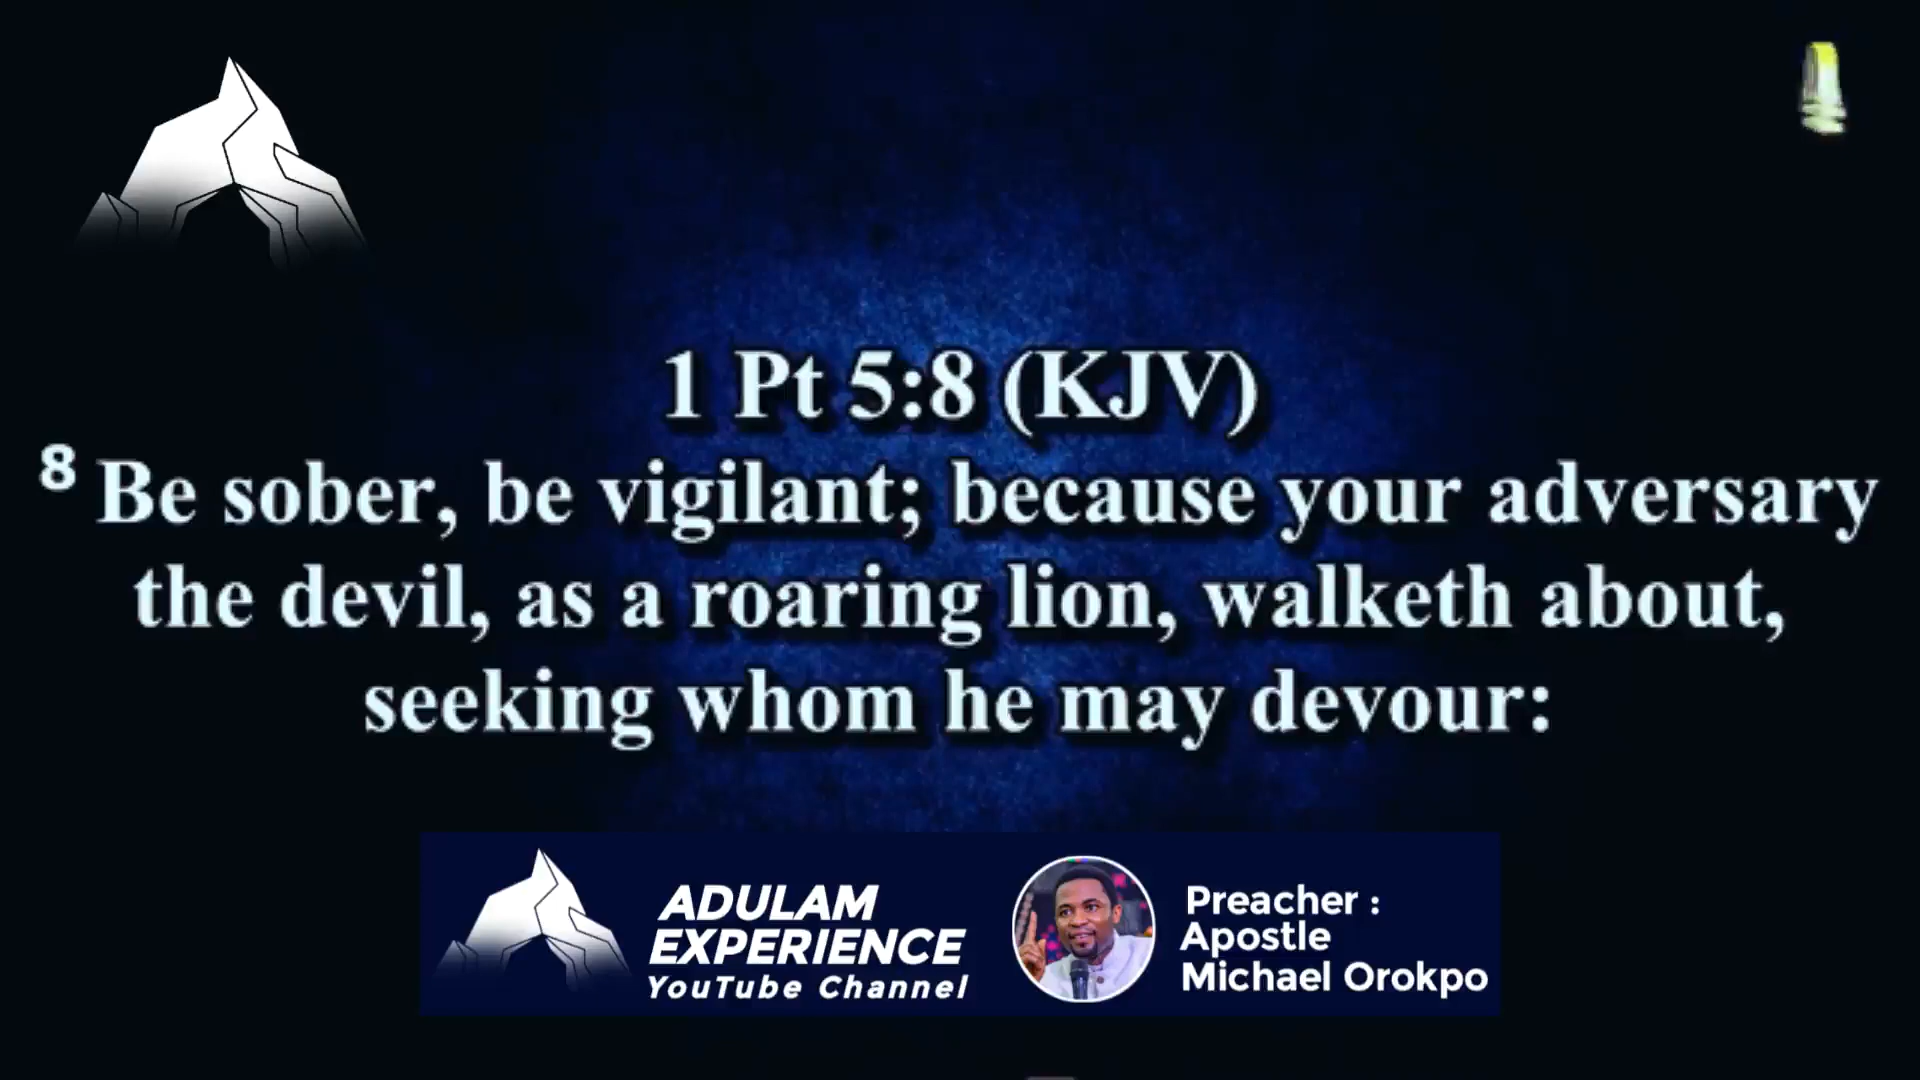 1 Pt 5:8 (KJV)
8 Be sober, be vigilant; because your adversary
the devil, as a roaring lion, walketh about,
seeking whom he may devour:
ADULAM
EXPERIENCE
YouTube Channel
Preacher :
Apostle
Michael Orokpo